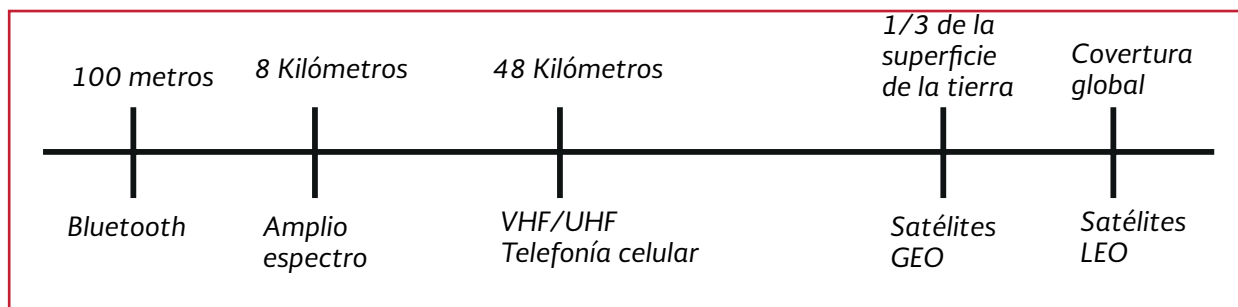 100 metros
8 Kilómetros
48 Kilómetros
1/3 de la
superficie
de la tierra
Covertura
global
Bluetooth
Amplio
espectro
VHF/UHF
Telefonía celular
Satélites
GEO
Satélites
LEO